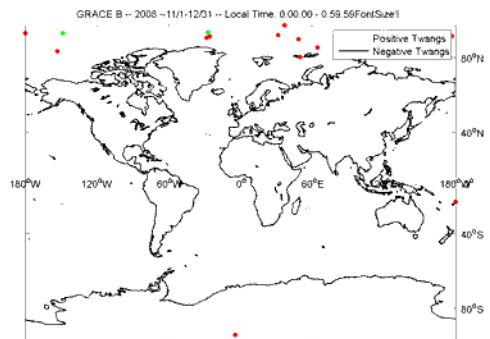 GRACE B -- 2008 --11/1-12/31 -- Local Time. 0.00.00 - 0.59.59FontSize'l
Positive Twangs
Negative Twangs
80°N
40°N
180°W 120°W 60°W 0° 60°E 180°W
0°
40°S
80°S